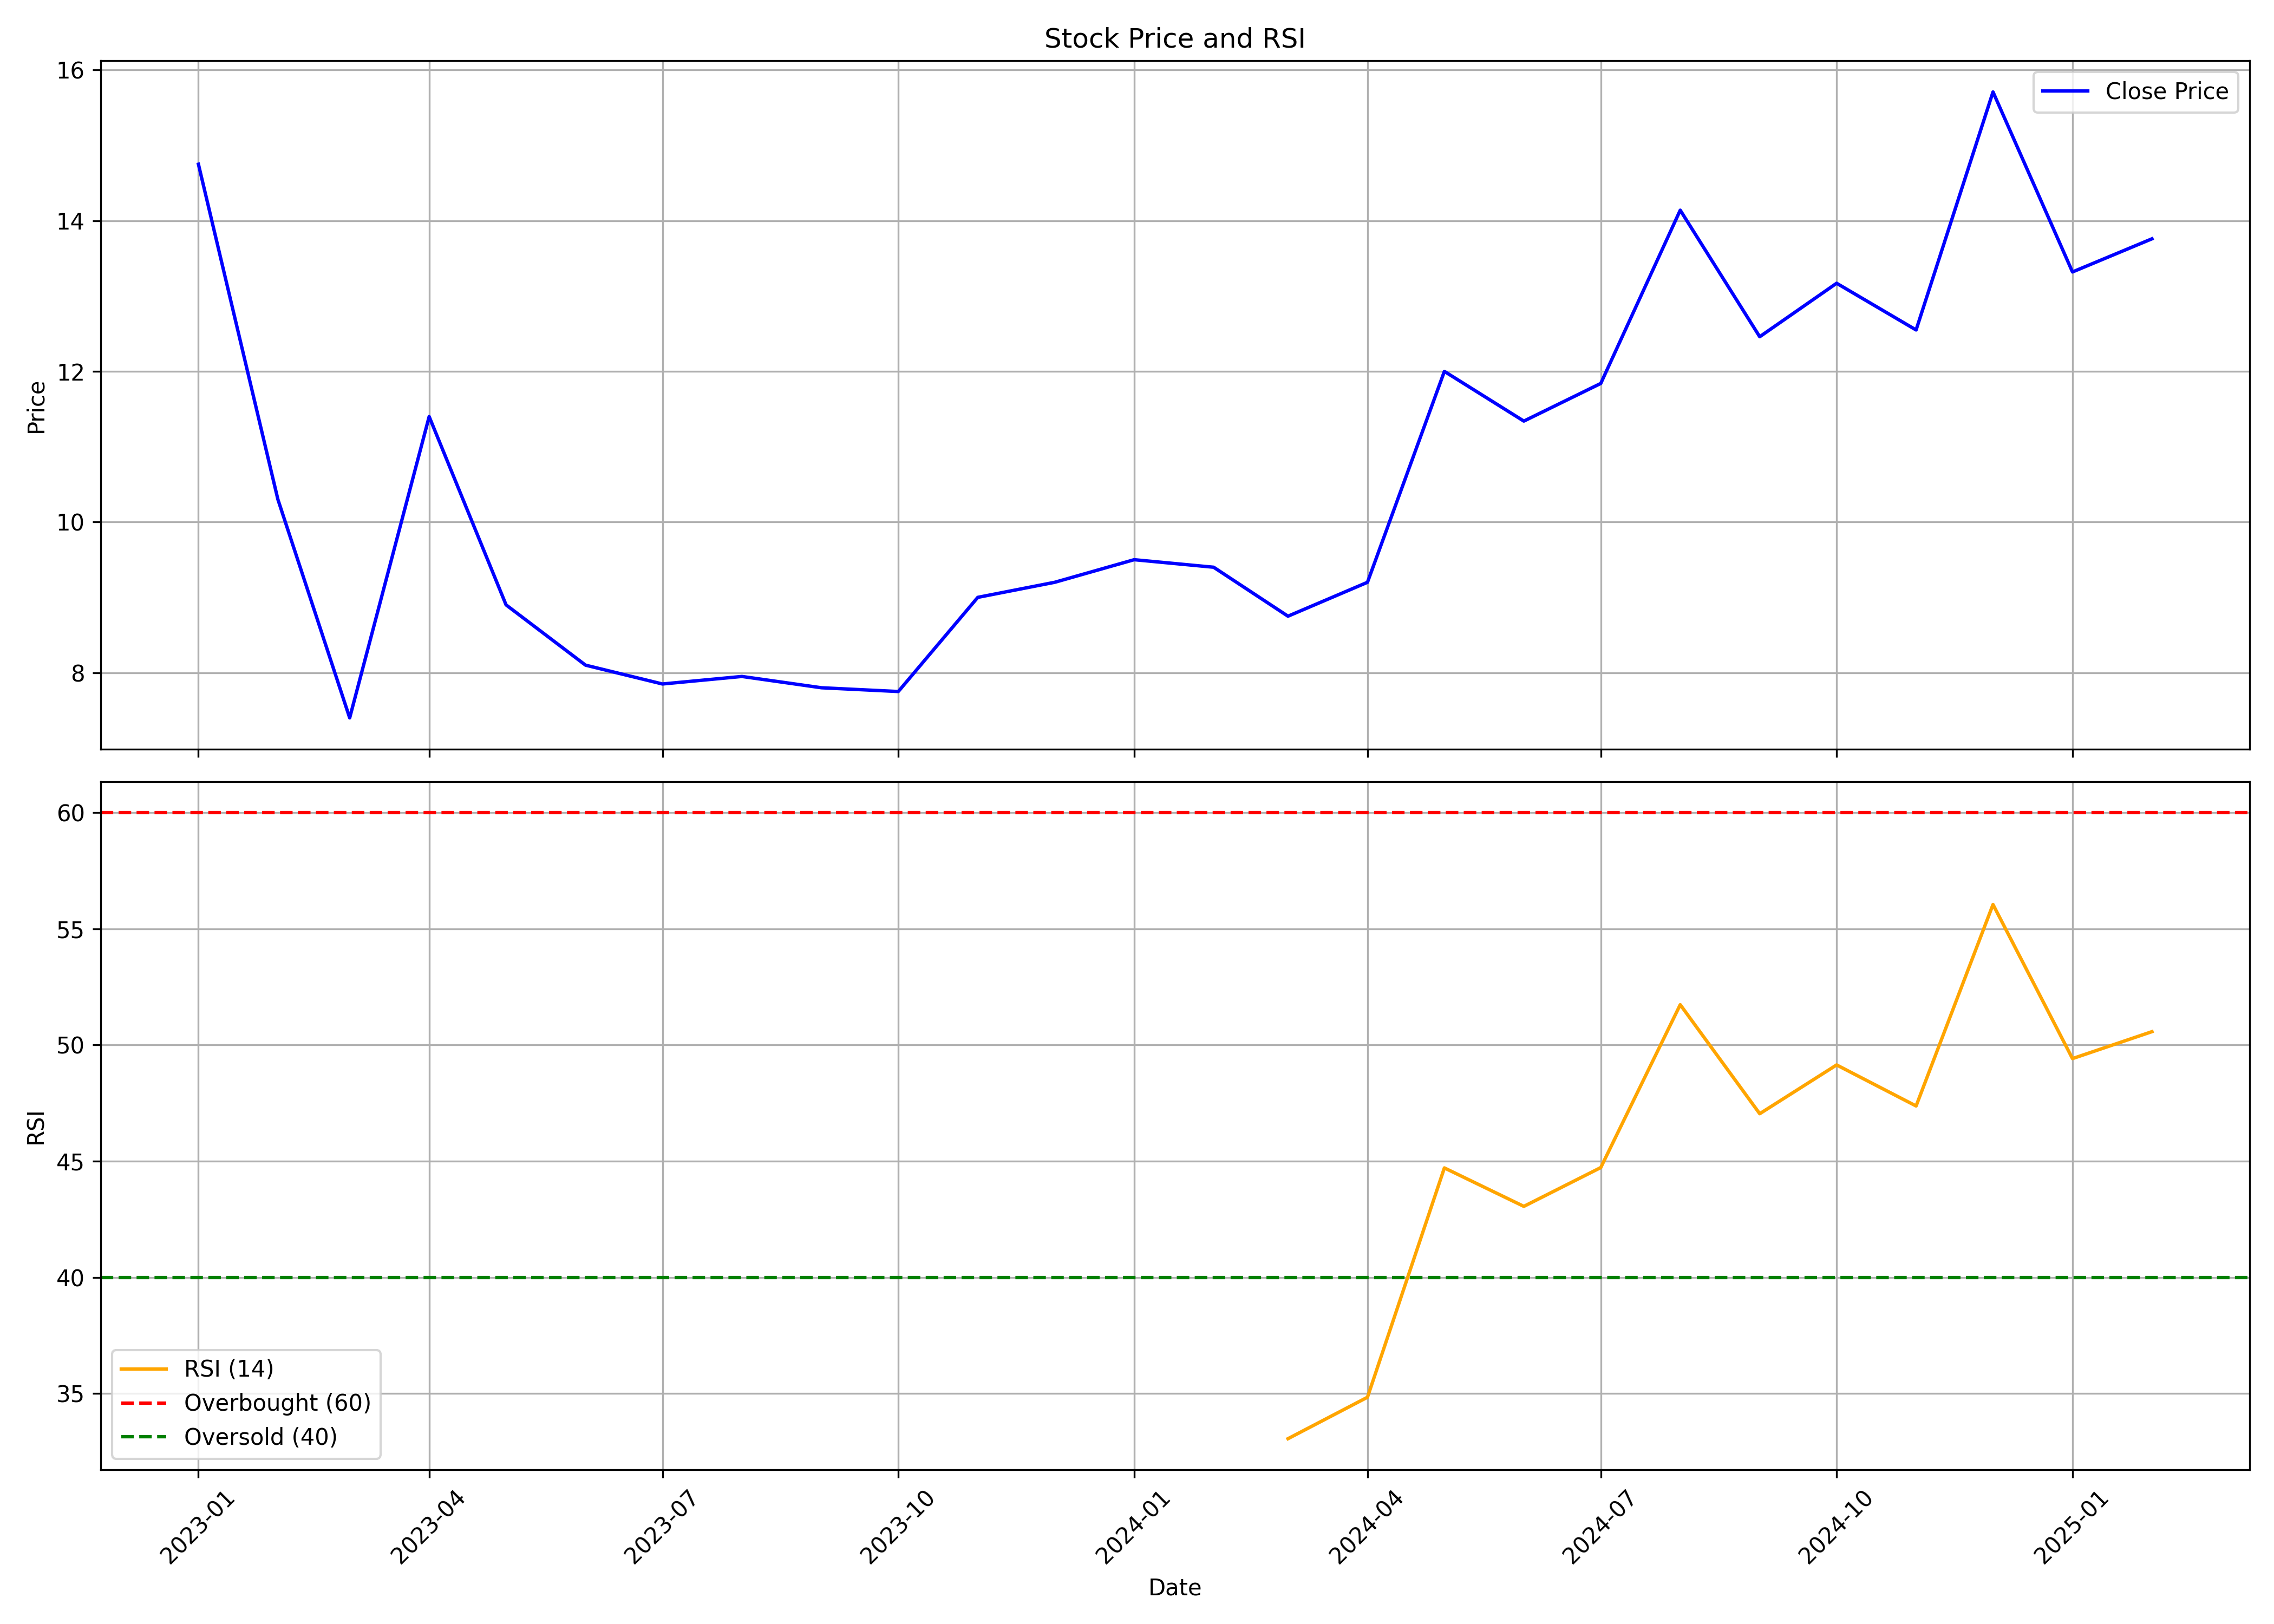 Stock Price and RSI
16
14
12
10
8
Price
Close Price
60
55
50
45
40
35
RSI
RSI (14)
Overbought (60)
Oversold (40)
2023-01
2023-04
2023-07
2023-10
2024-01
2024-04
2024-07
2024-10
2025-01
Date